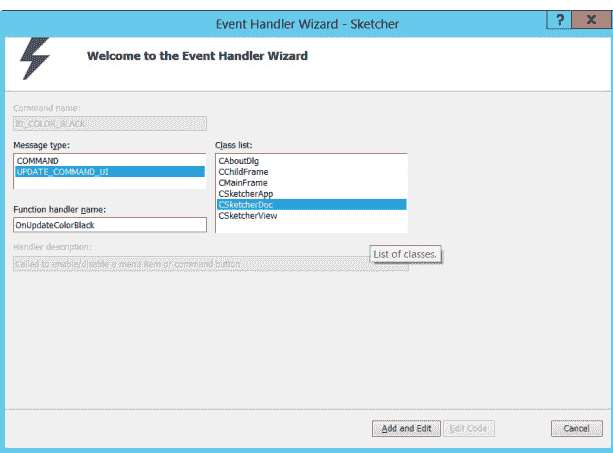 Event Handler Wizard - Sketcher
? X
Welcome to the Event Handler Wizard
Command name:
ID_COLOR_BLACK
Message type:
Class list:
COMMAND
UPDATE_COMMAND_UI
CAboutDlg
CChildFrame
CMainFrame
CSketcherApp
CSketcherDoc
CSketcherView
Function handler name:
OnUpdateColorBlack
Handler description:
List of classes.
Called to enable/disable a menu item or command button
Add and Edit
Edit Code
Cancel